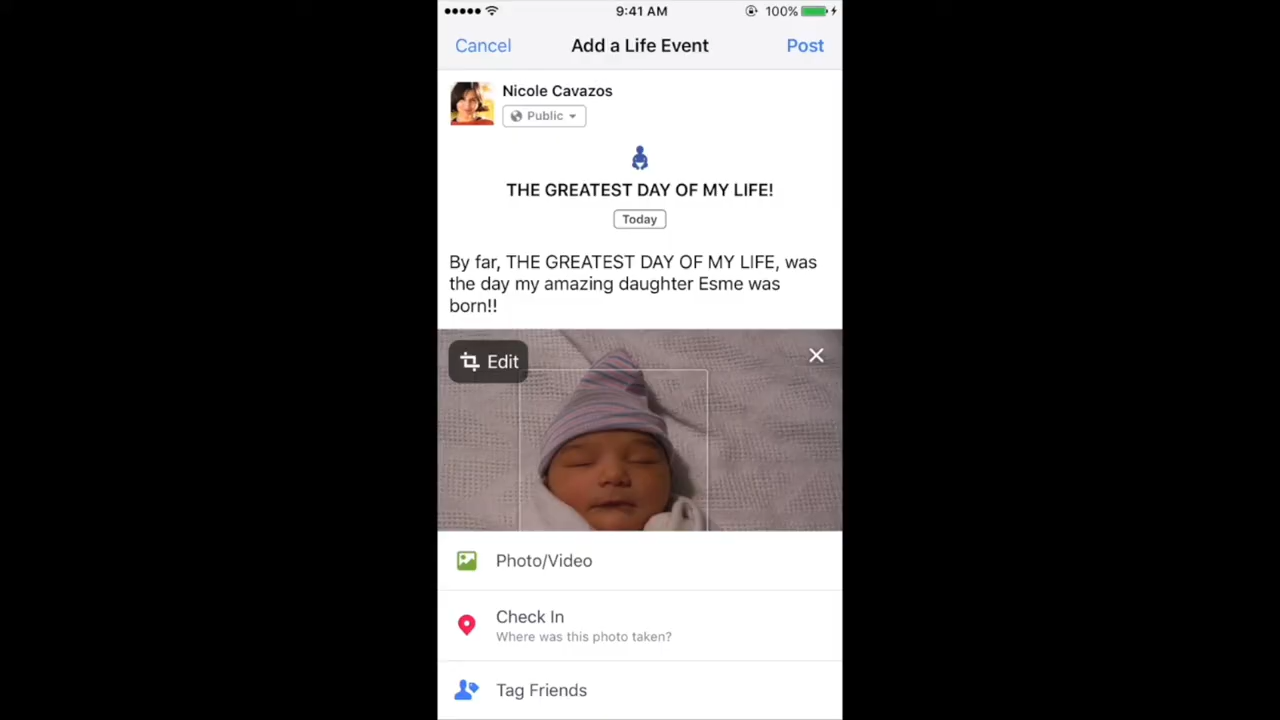 9:41 AM
100%
Cancel
Add a Life Event
Post
Nicole Cavazos
Public
THE GREATEST DAY OF MY LIFE!
Today
By far, THE GREATEST DAY OF MY LIFE, was
the day my amazing daughter Esme was
born!!
Edit
Photo/Video
Check In
Where was this photo taken?
Tag Friends